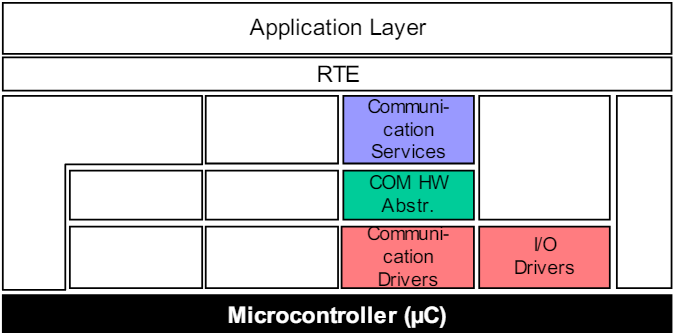 Application Layer
RTE
Communi-
cation
Services
COM HW
Abstr.
Communi-
cation
Drivers
I/O
Drivers
Microcontroller (µC)